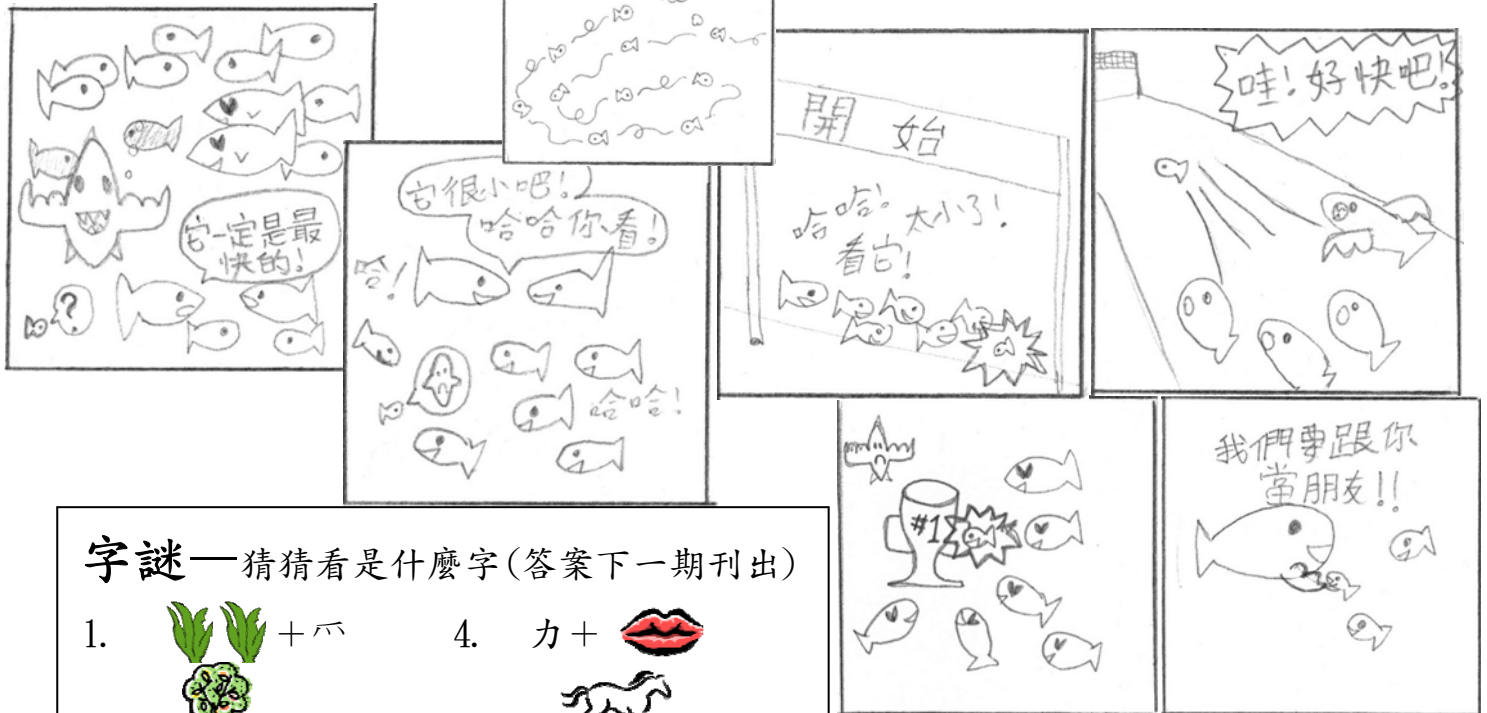 它一定是最
快的!
?
它很小吧!
哈哈你看!
哈!
哈哈!
開始
哈哈!
看它!
太小了!
哇!好快吧!
#1
我們要跟你
當朋友!!
字謎—猜猜看是什麼字(答案下一期刊出)
1. + 爫
4. 力+